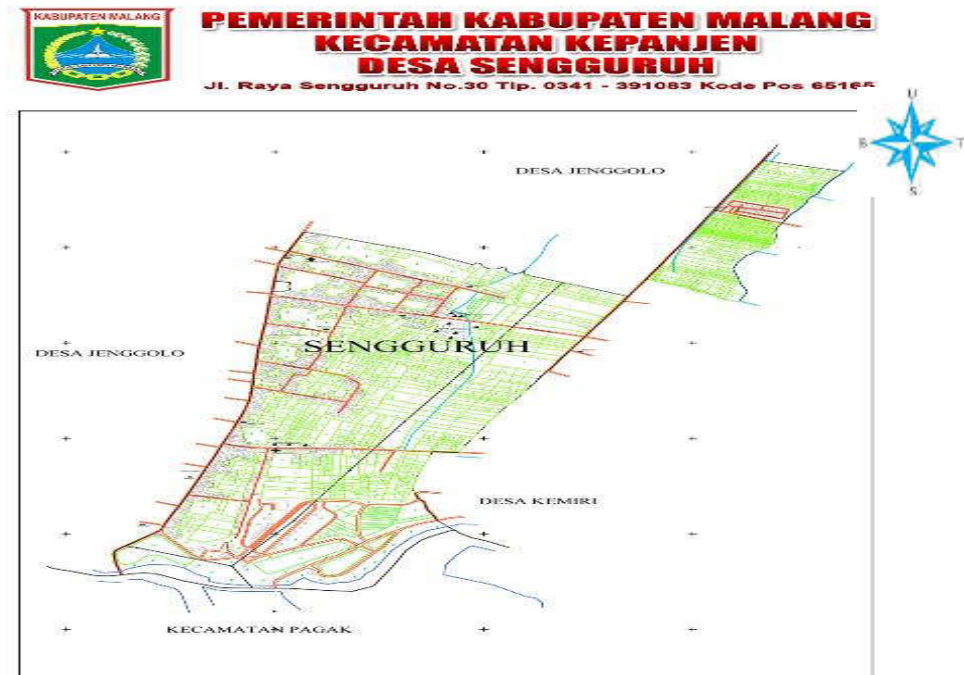 KABUPATEN MALANG
PEMERINTAH KABUPATEN MALANG
KECAMATAN KEPANJEN
DESA SENGGURUH
Jl. Raya Sengguruh No.30 Tlp. 0341 - 391083 Kode Pos 65165
U
B T
S
DESA JENGGOLO
DESA JENGGOLO
SENGGURUH
DESA KEMIRI
KECAMATAN PAGAK